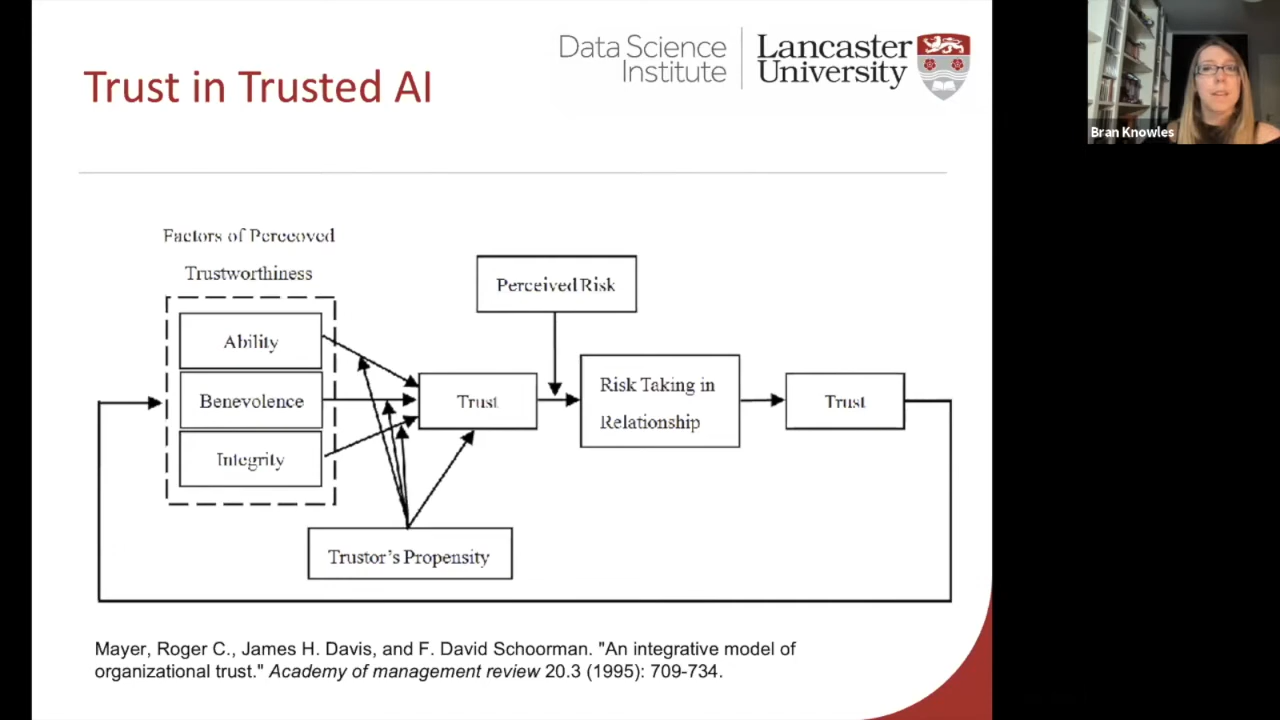 Trust in Trusted AI
Data Science
Institute
Lancaster
University
Bran Knowles
Factors of Perceoved
Trustworthiness
Ability
Benevolence
Integrity
Trustor's Propensity
Trust
Perceived Risk
Risk Taking in
Relationship
Trust
Mayer, Roger C., James H. Davis, and F. David Schoorman. "An integrative model of
organizational trust." Academy of management review 20.3 (1995): 709-734.